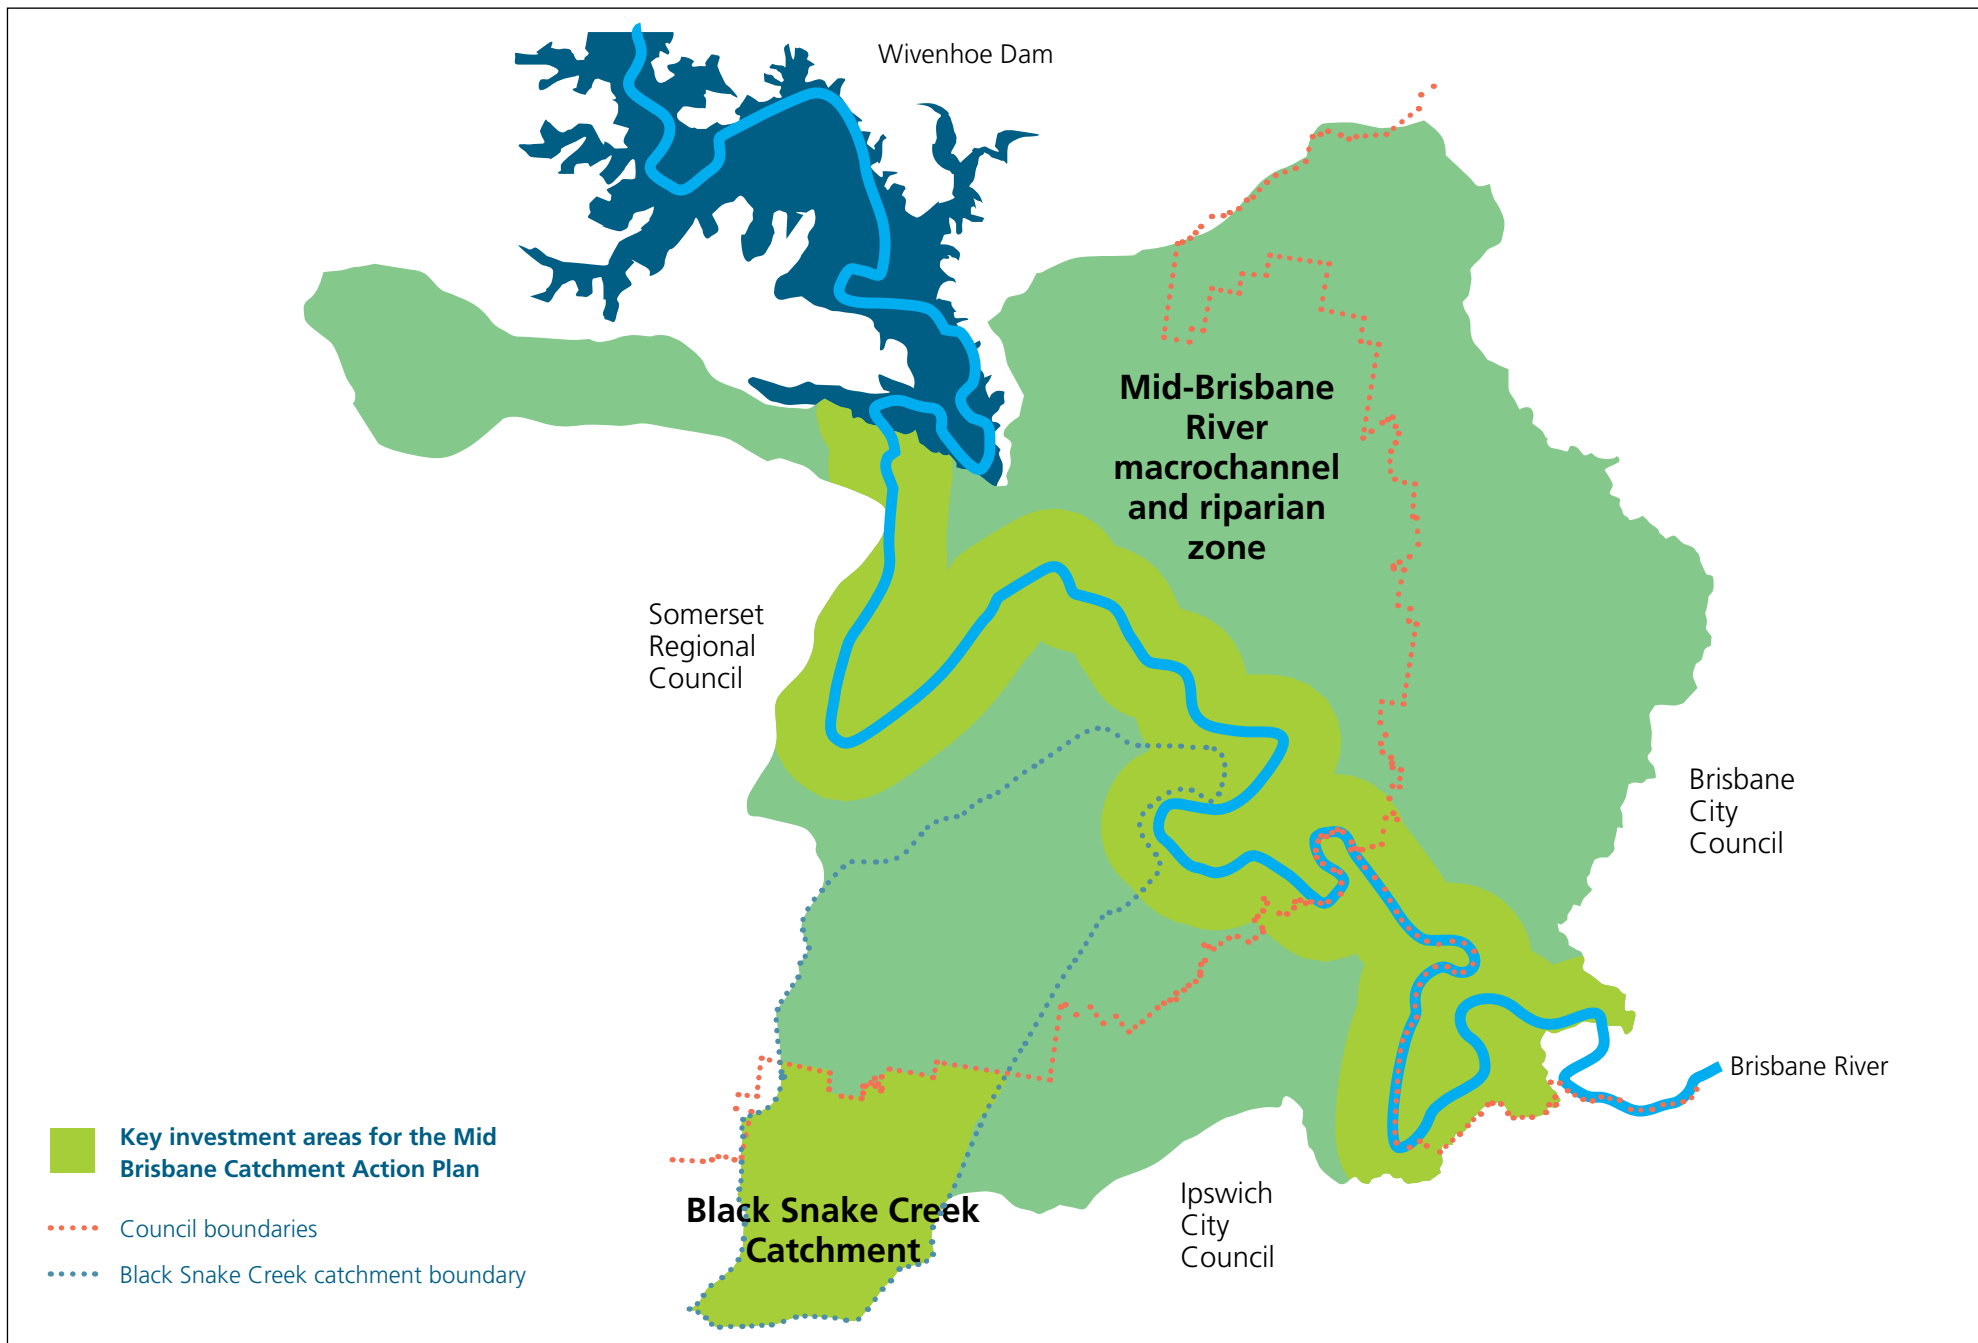 Wivenhoe Dam
Mid-Brisbane
River
macrochannel
and riparian
zone
Somerset
Regional
Council
Brisbane
City
Council
Brisbane River
Key investment areas for the Mid
Brisbane Catchment Action Plan
Council boundaries
Black Snake Creek catchment boundary
Black Snake Creek
Catchment
Ipswich
City
Council